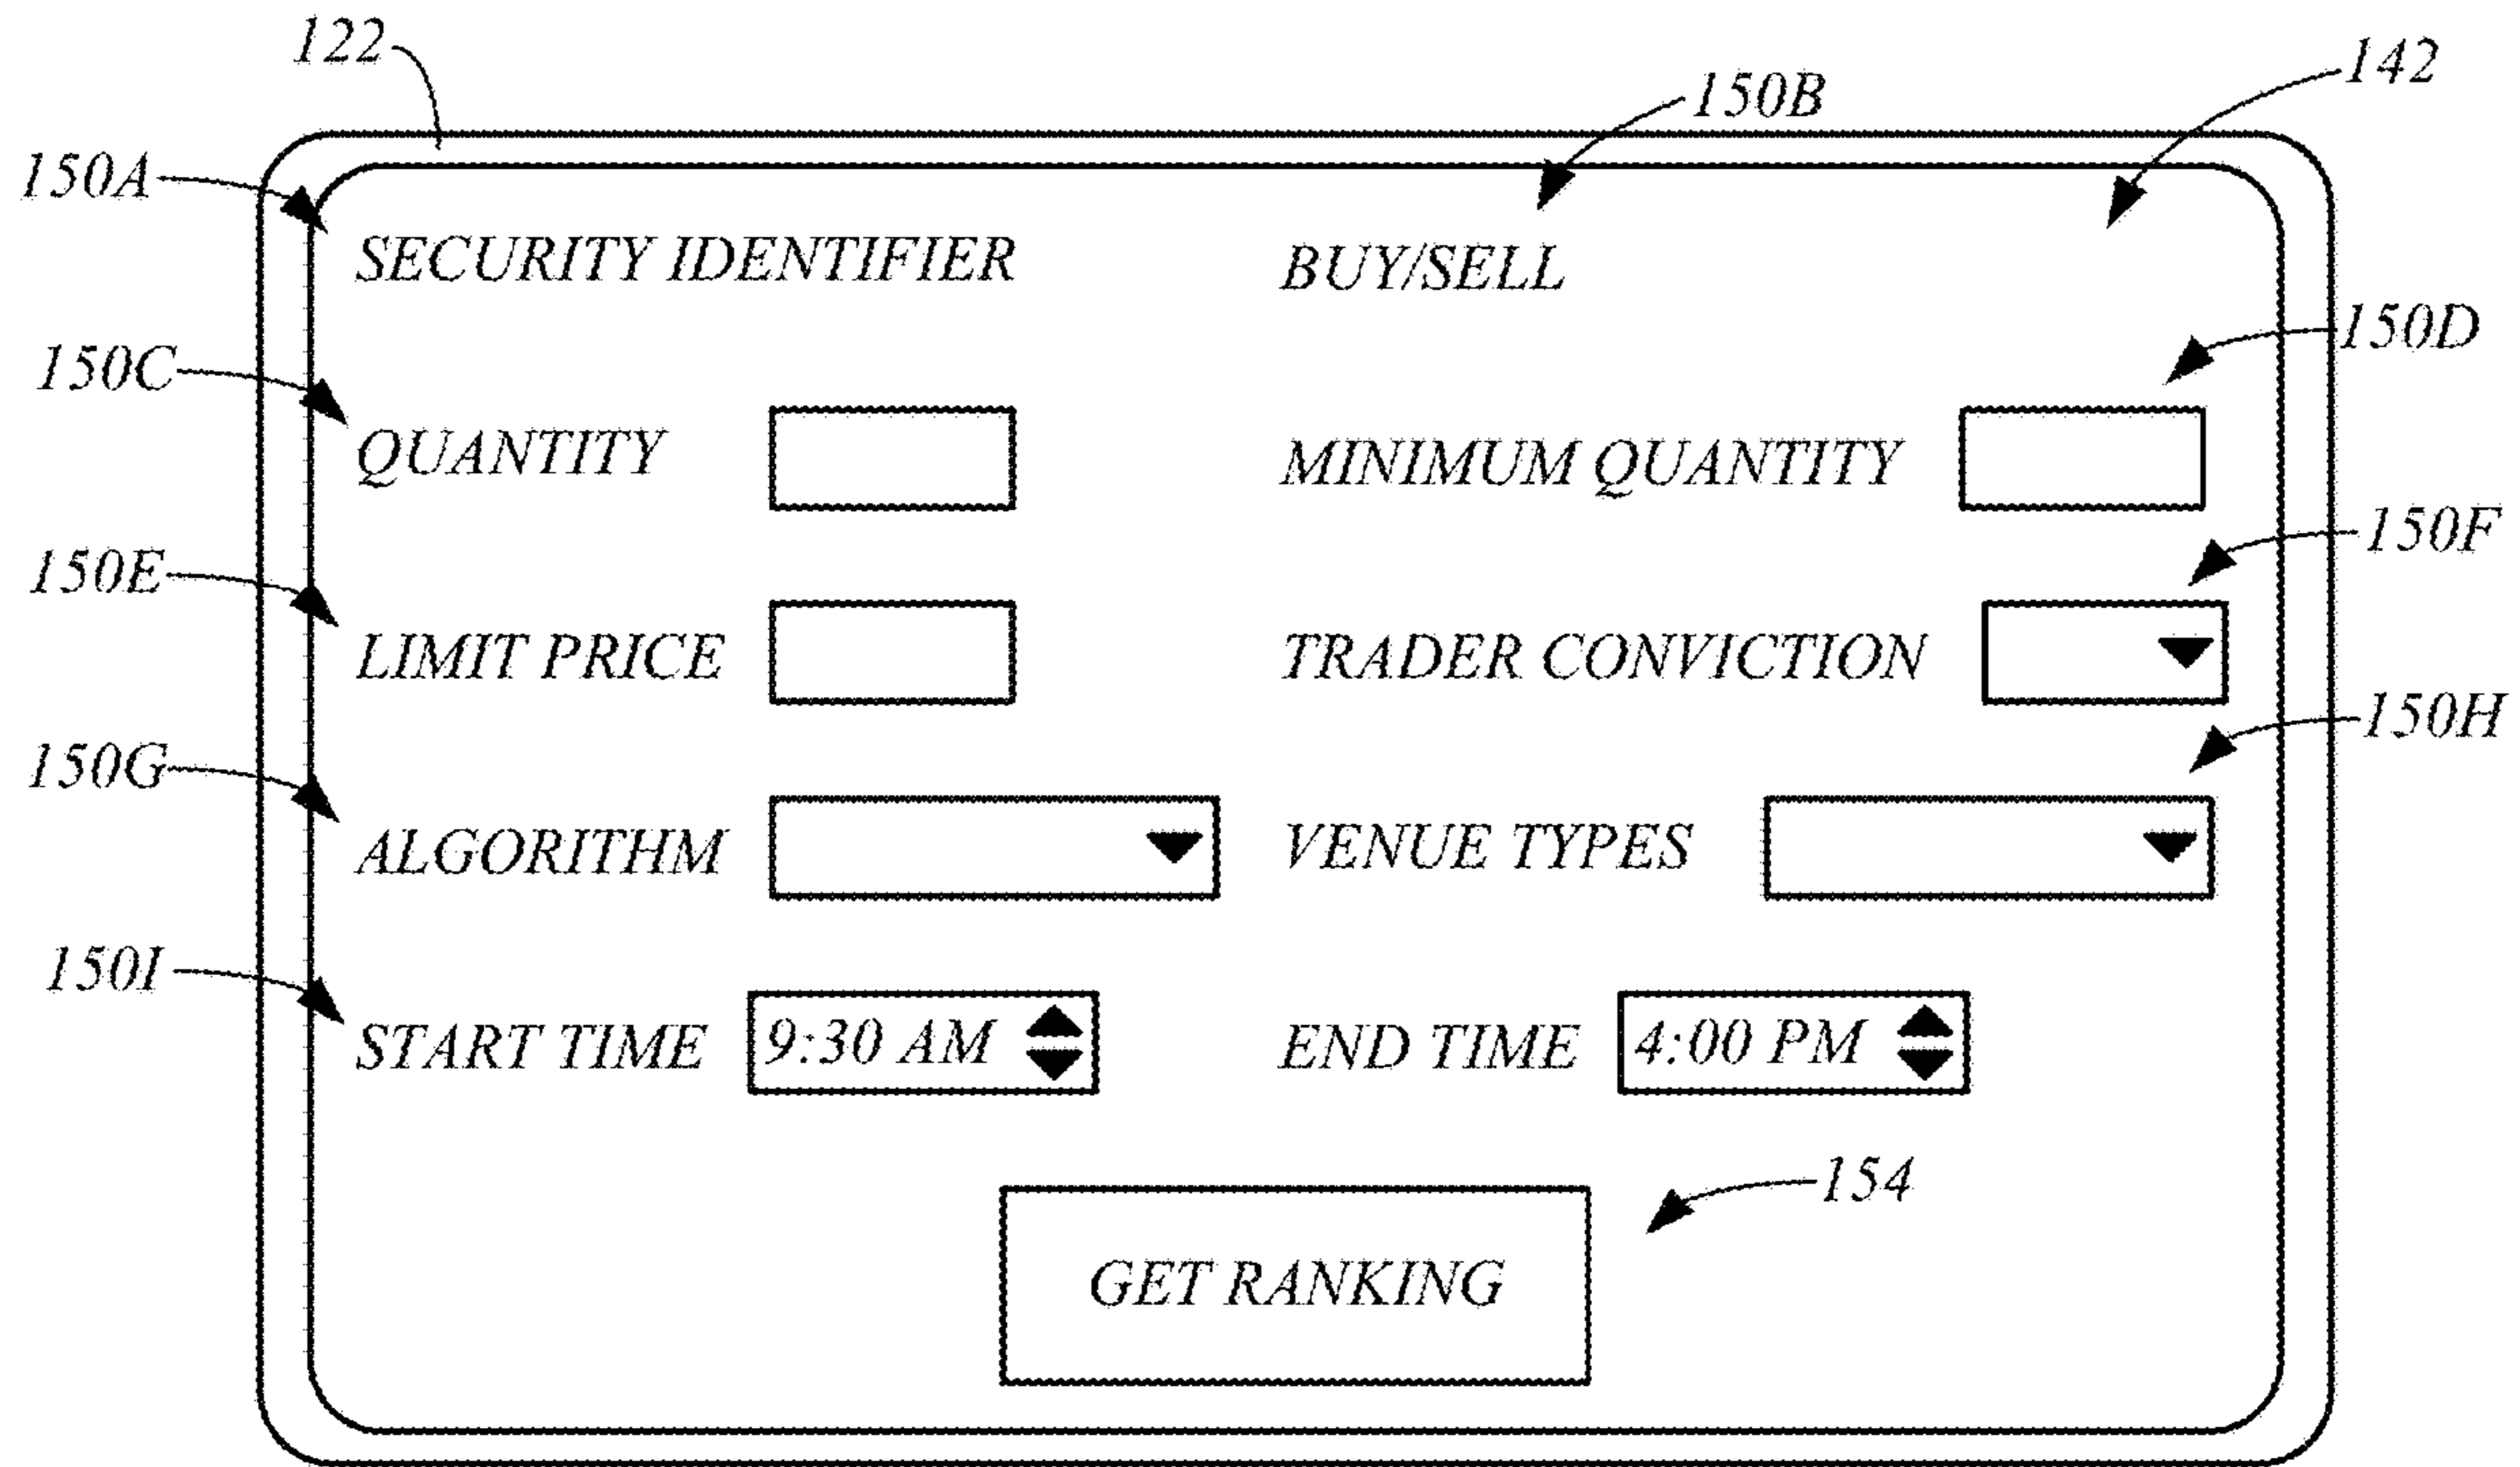 122
150B
142
150A
SECURITY IDENTIFIER
BUY/SELL
150C
150D
QUANTITY
MINIMUM QUANTITY
150E
150F
LIMIT PRICE
TRADER CONVICTION
150G
150H
ALGORITHM
VENUE TYPES
150I
START TIME 9:30 AM
END TIME 4:00 PM
154
GET RANKING